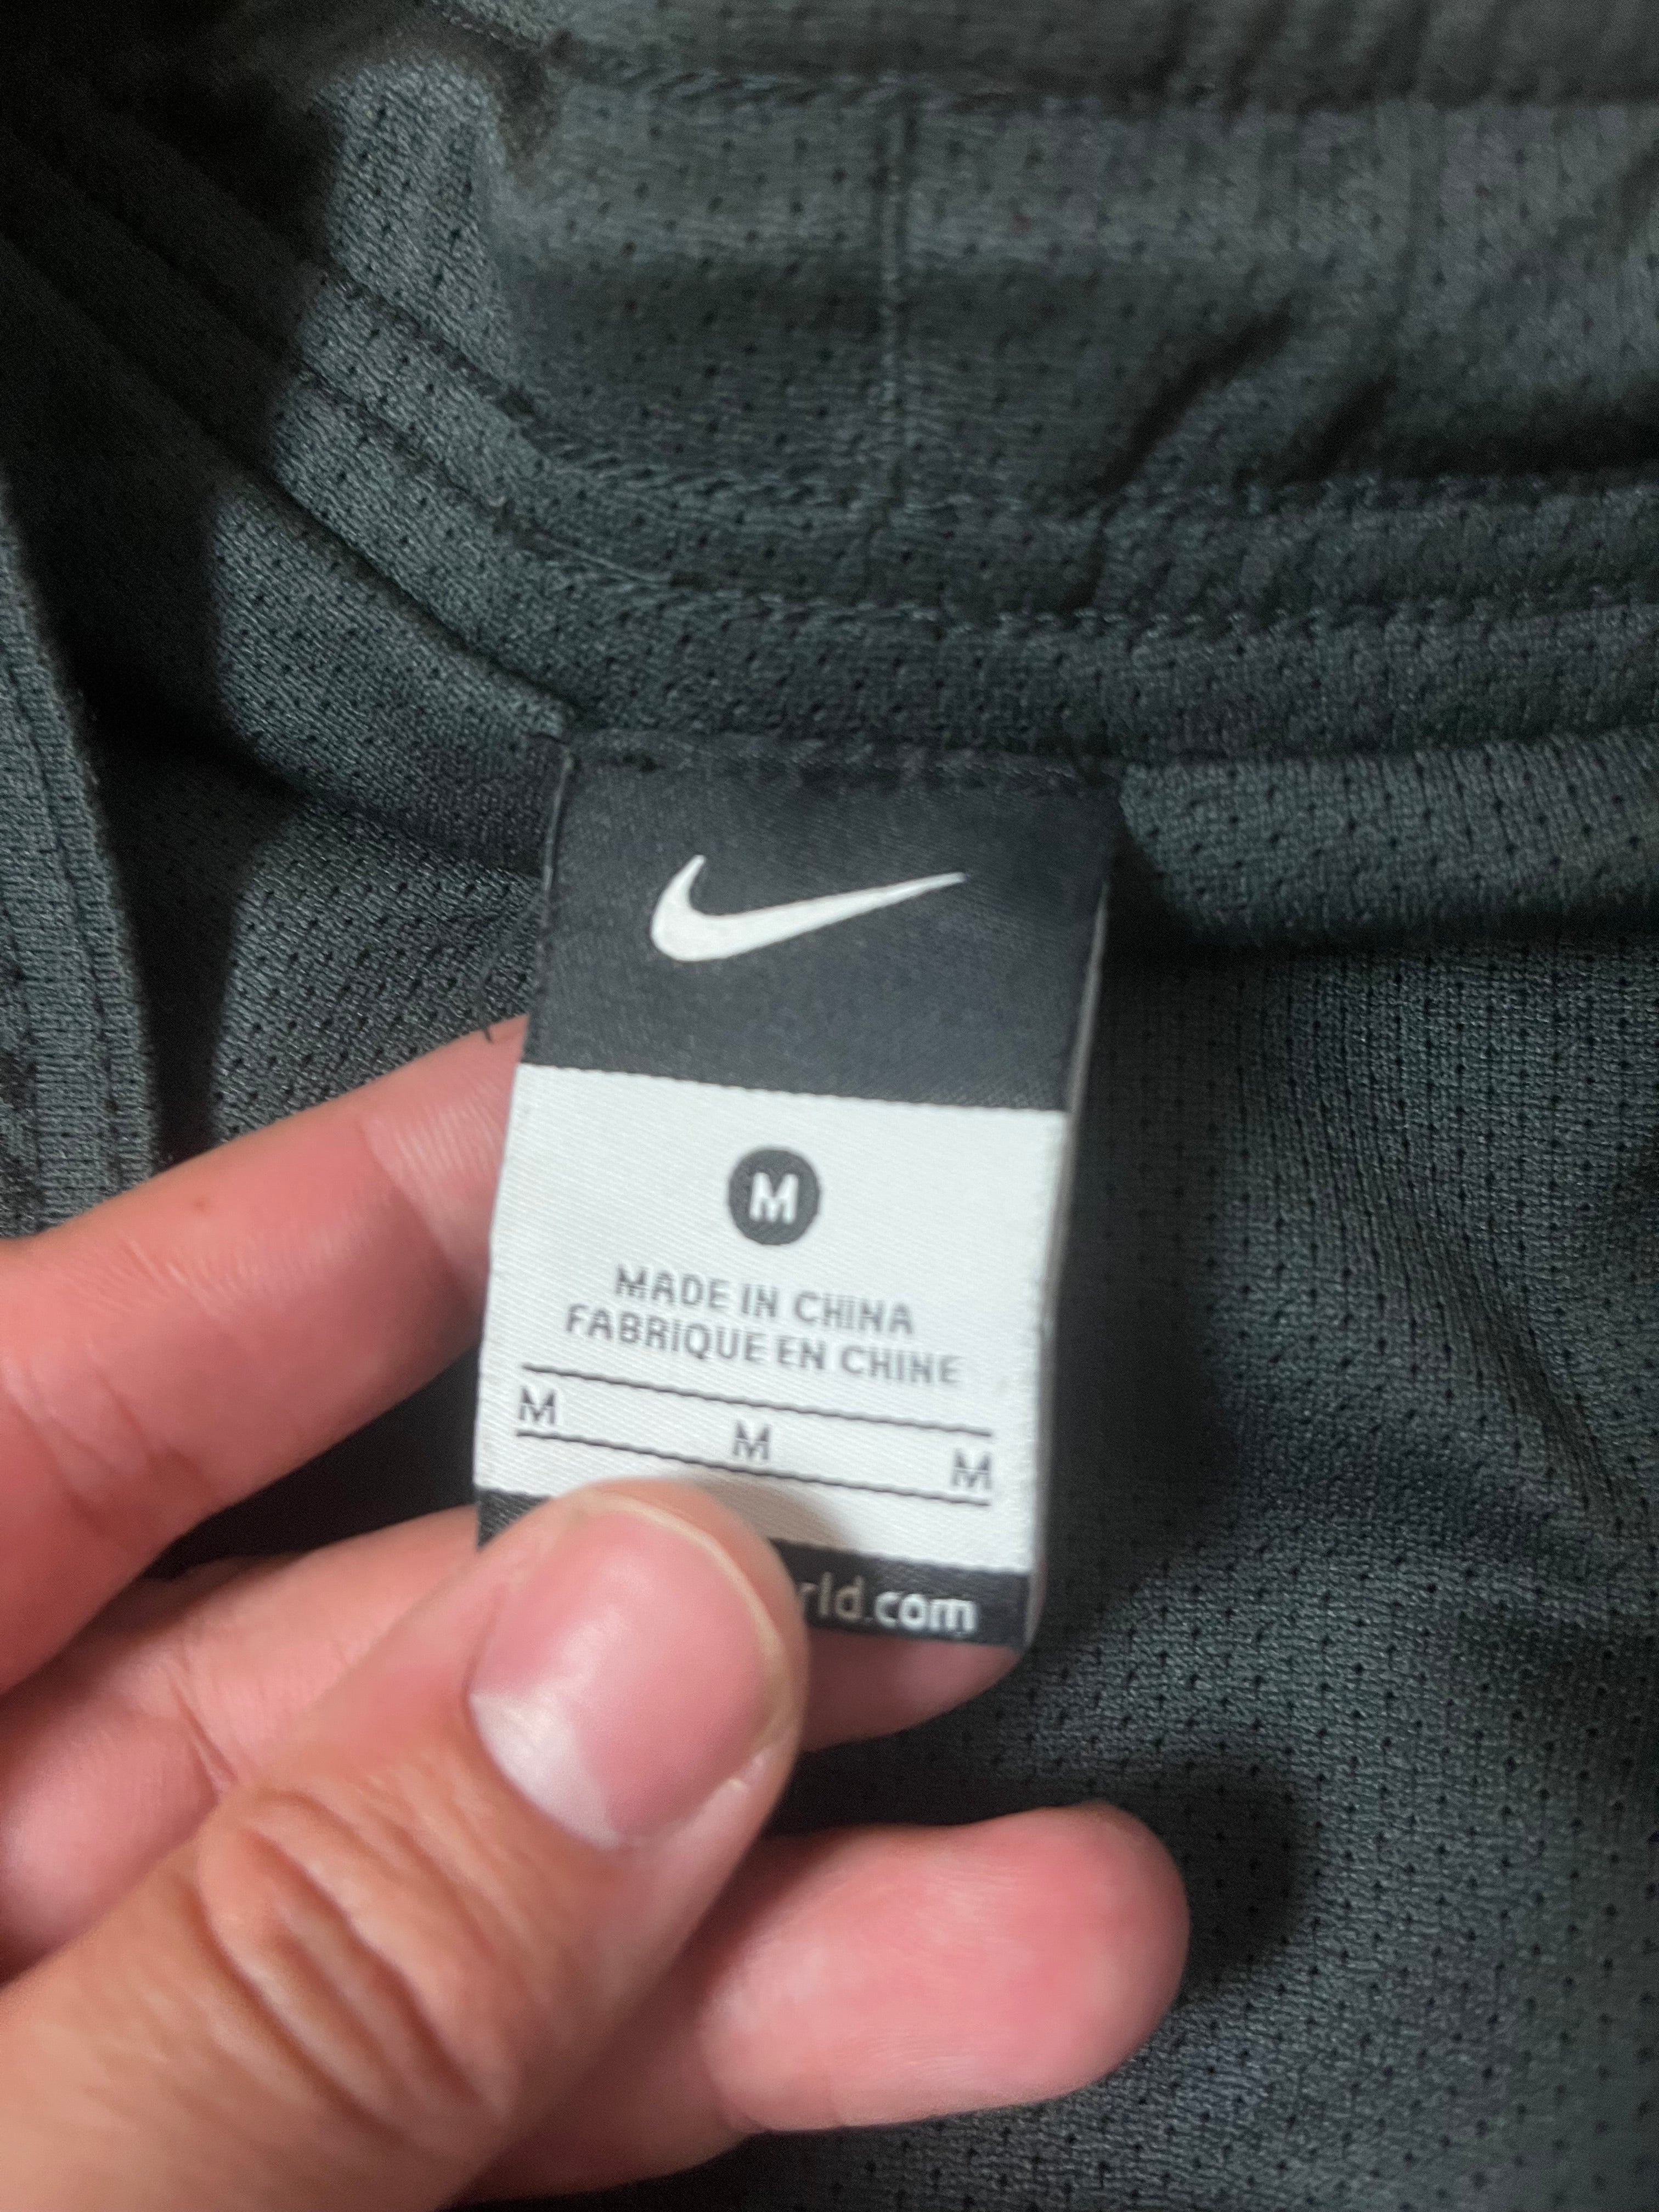 M
MADE IN CHINA
FABRIQUE EN CHINE
M M M
rld.com